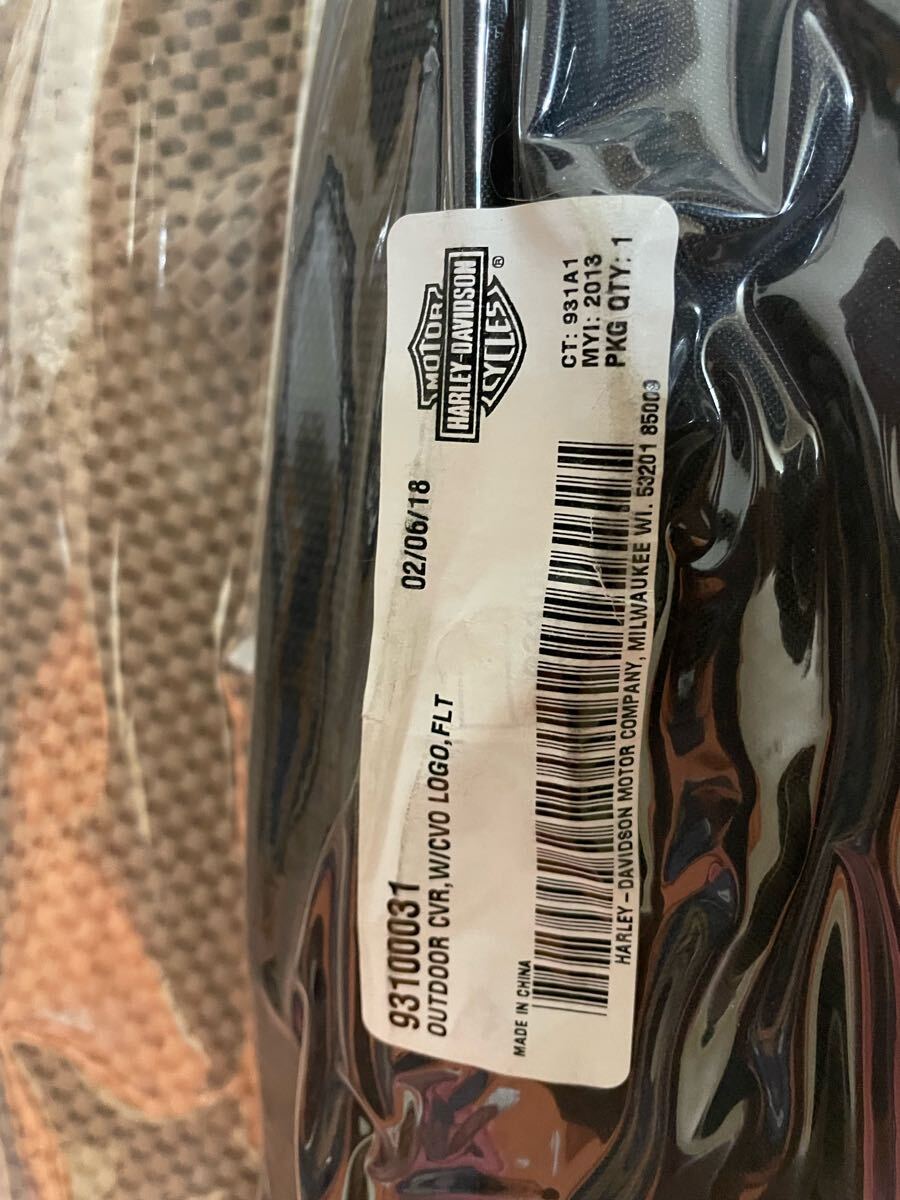 93100031
OUTDOOR CVR,W/CVO LOGO,FLT
02/06/18
MOTOR
HARLEY-DAVIDSON
CYCLES
®
MADE IN CHINA
CT: 931A1
MYI: 2013
PKG QTY: 1
HARLEY-DAVIDSON MOTOR COMPANY, MILWAUKEE WI. 53201 85009